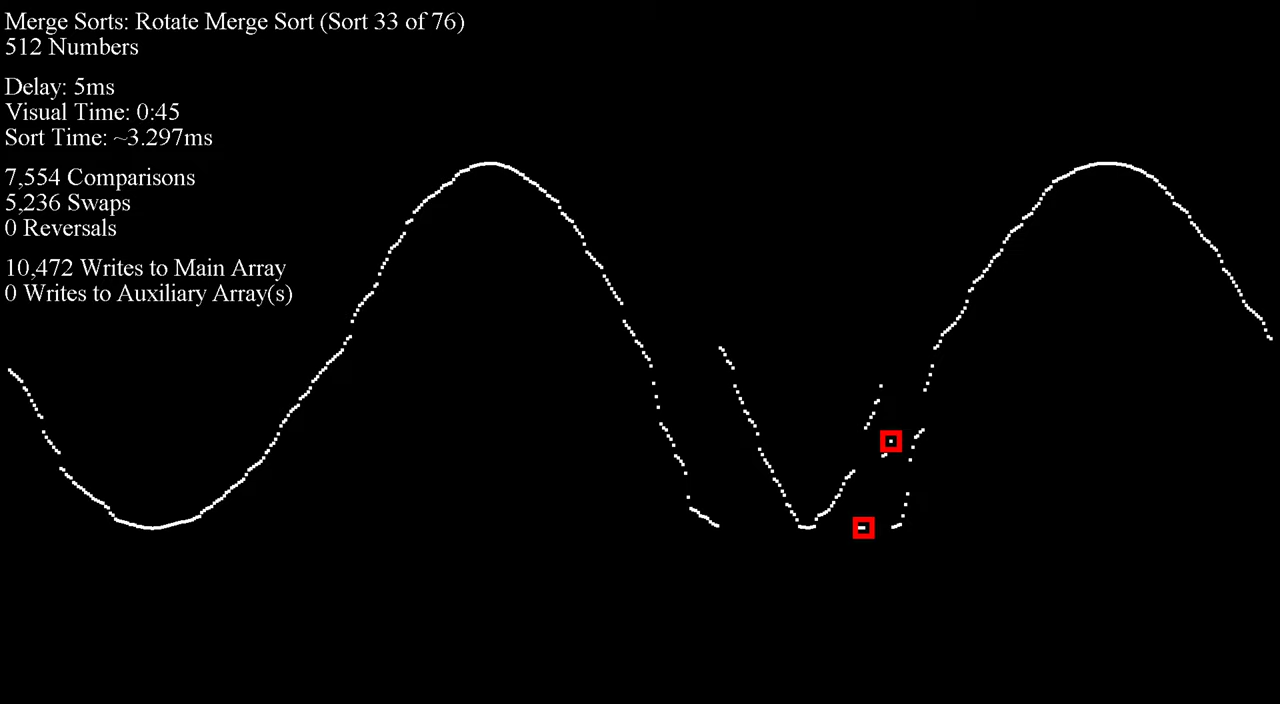 Merge Sorts: Rotate Merge Sort (Sort 33 of 76)
512 Numbers
Delay: 5ms
Visual Time: 0:45
Sort Time: ~3.297ms
7,554 Comparisons
5,236 Swaps
0 Reversals
10,472 Writes to Main Array
0 Writes to Auxiliary Array(s)